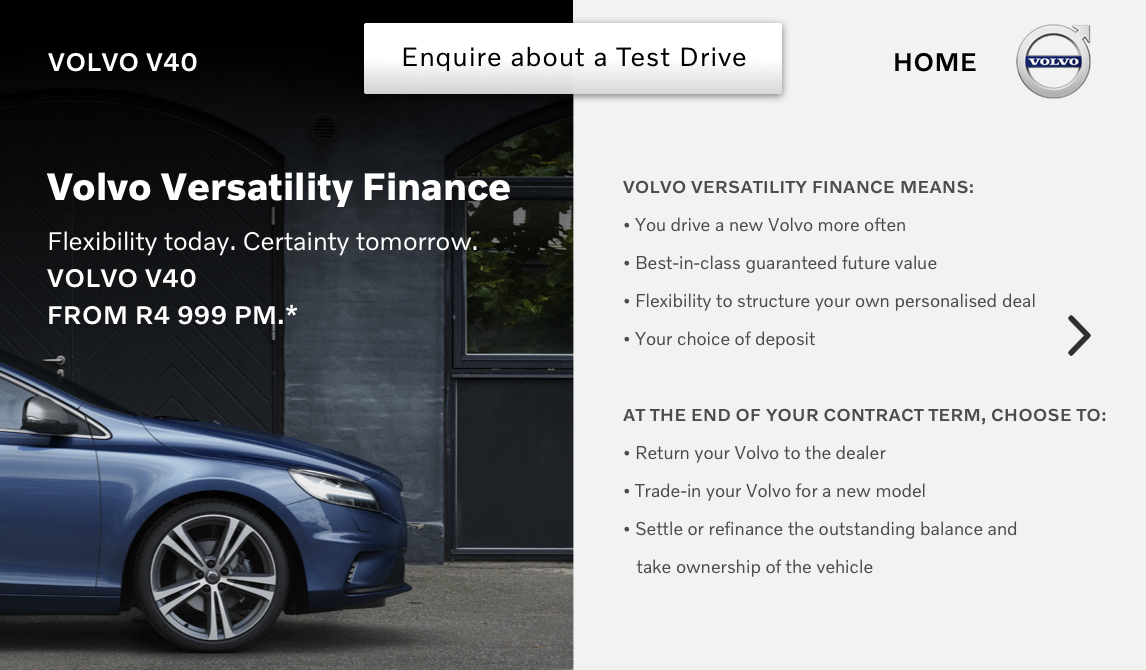 VOLVO V40
Enquire about a Test Drive
HOME
VOLVO
Volvo Versatility Finance
Flexibility today. Certainty tomorrow.
VOLVO V40
FROM R4 999 PM.*
VOLVO VERSATILITY FINANCE MEANS:
• You drive a new Volvo more often
• Best-in-class guaranteed future value
• Flexibility to structure your own personalised deal
• Your choice of deposit
AT THE END OF YOUR CONTRACT TERM, CHOOSE TO:
• Return your Volvo to the dealer
• Trade-in your Volvo for a new model
• Settle or refinance the outstanding balance and
take ownership of the vehicle